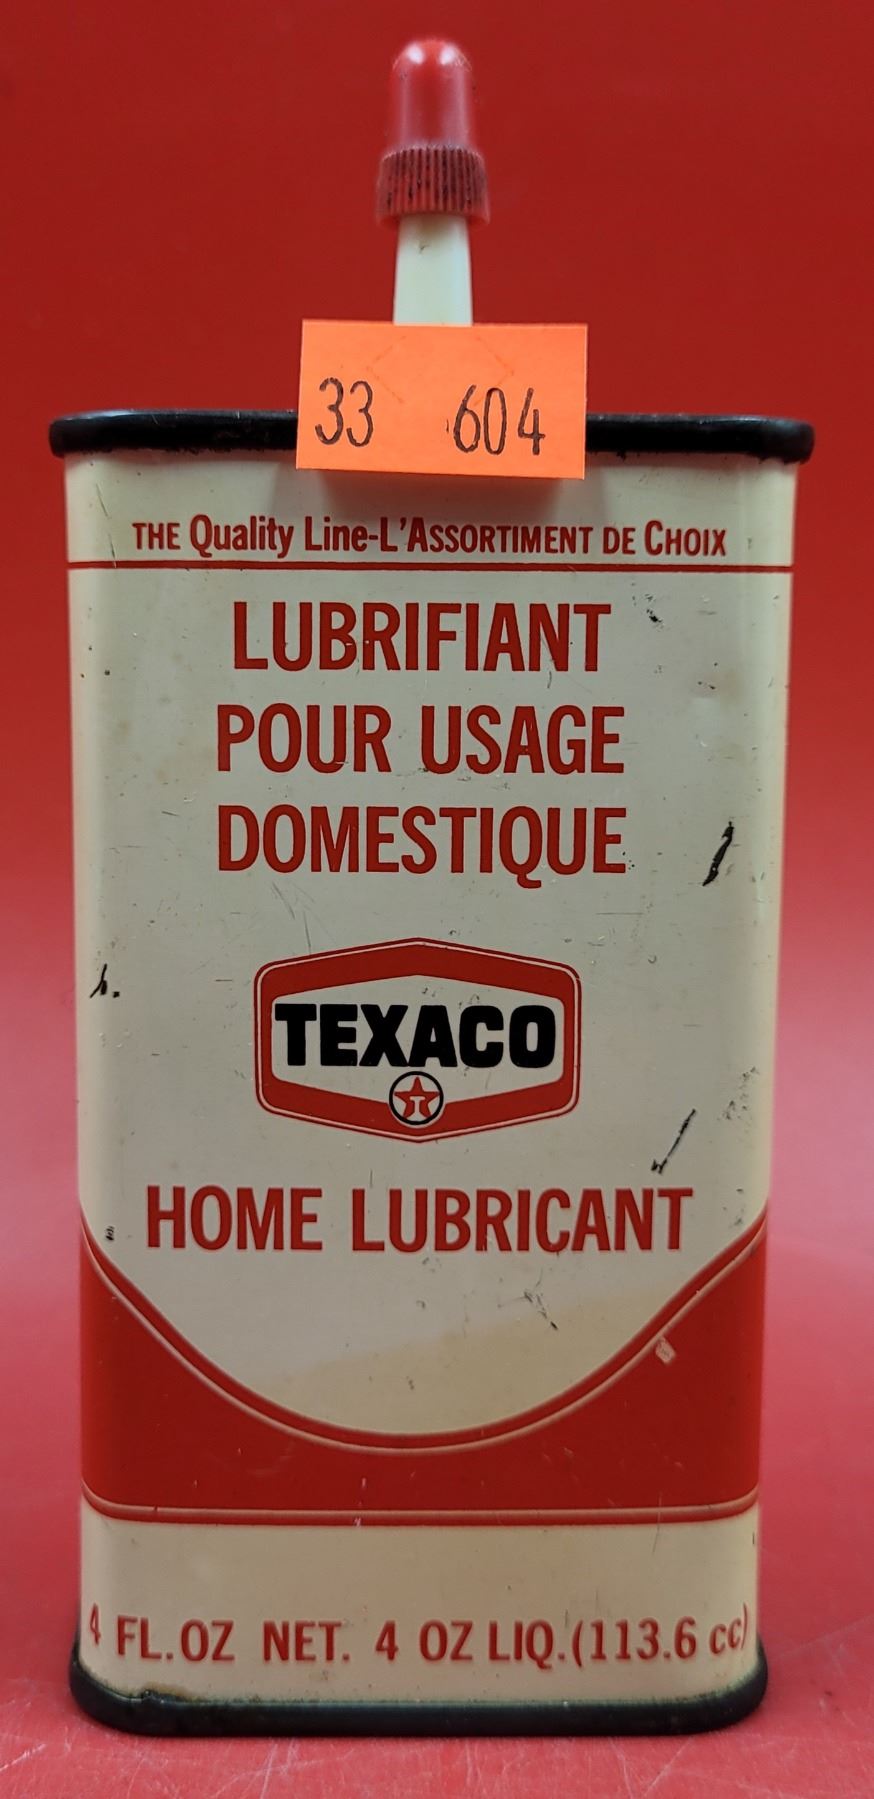 33 604
THE Quality Line-L'ASSORTIMENT DE CHOIX
LUBRIFIANT
POUR USAGE
DOMESTIQUE
TEXACO
T
HOME LUBRICANT
4 FL.OZ NET. 4 OZ LIQ.(113.6 cc)